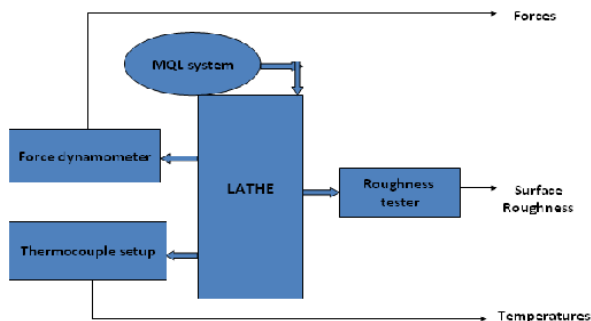 Forces
MQL system
Force dynamometer
LATHE
Roughness
tester
Surface
Roughness
Thermocouple setup
Temperatures